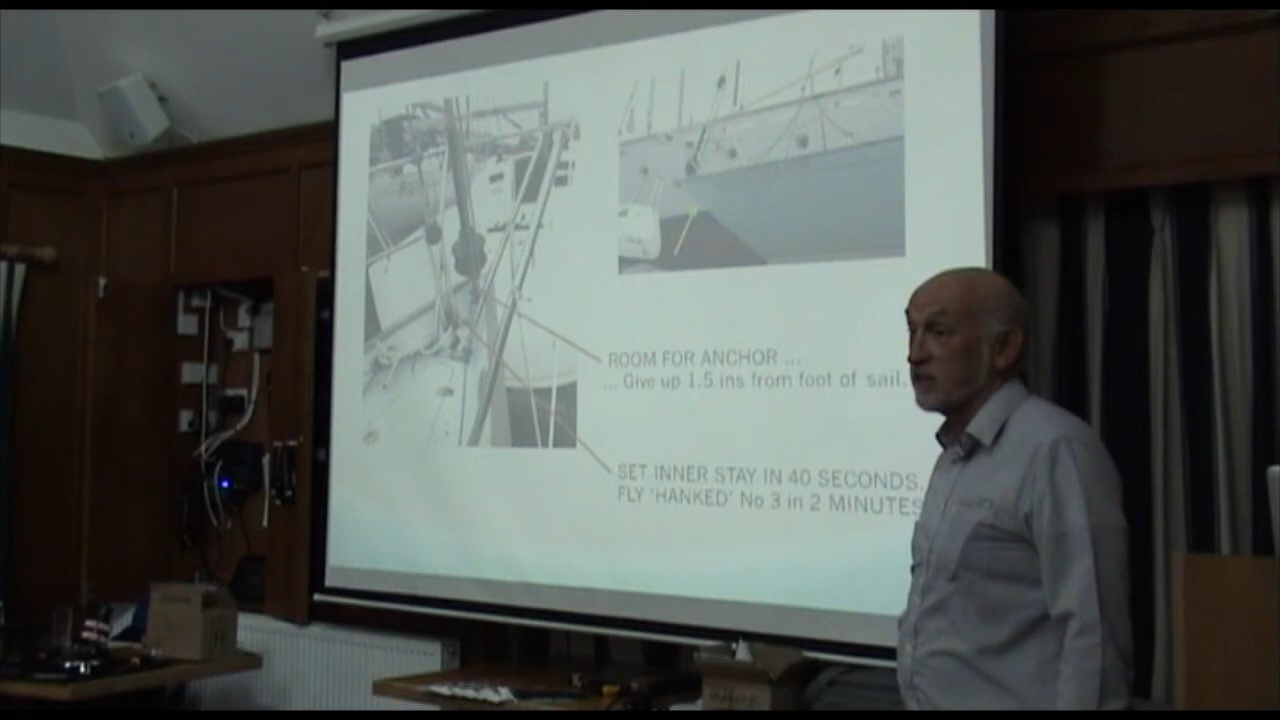 ROOM FOR ANCHOR ...
... Give up 1.5 ins from foot of sail.
SET INNER STAY IN 40 SECONDS,
FLY 'HANKED' No 3 in 2 MINUTES